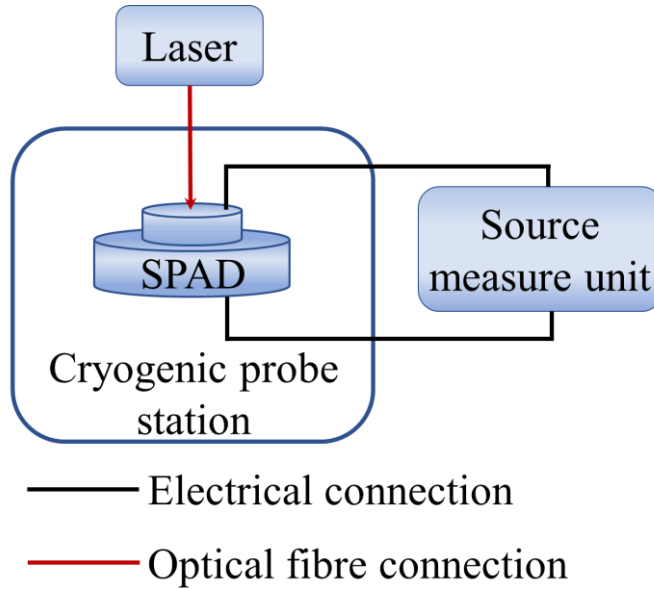 Laser
SPAD
Source
measure unit
Cryogenic probe
station
Electrical connection
Optical fibre connection